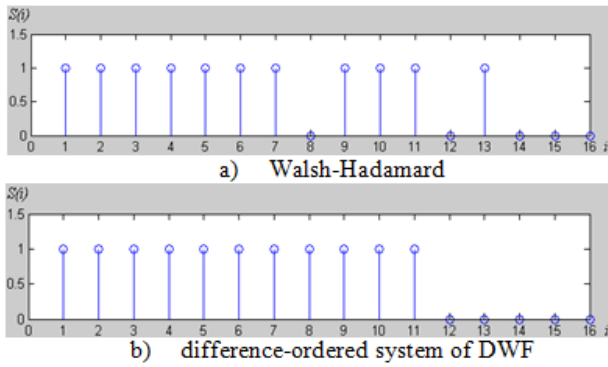 S(i)
1.5
1
0.5
0
0 1 2 3 4 5 6 7 8 9 10 11 12 13 14 15 16 i
a) Walsh-Hadamard
S(i)
1.5
1
0.5
0
0 1 2 3 4 5 6 7 8 9 10 11 12 13 14 15 16 i
b) difference-ordered system of DWF